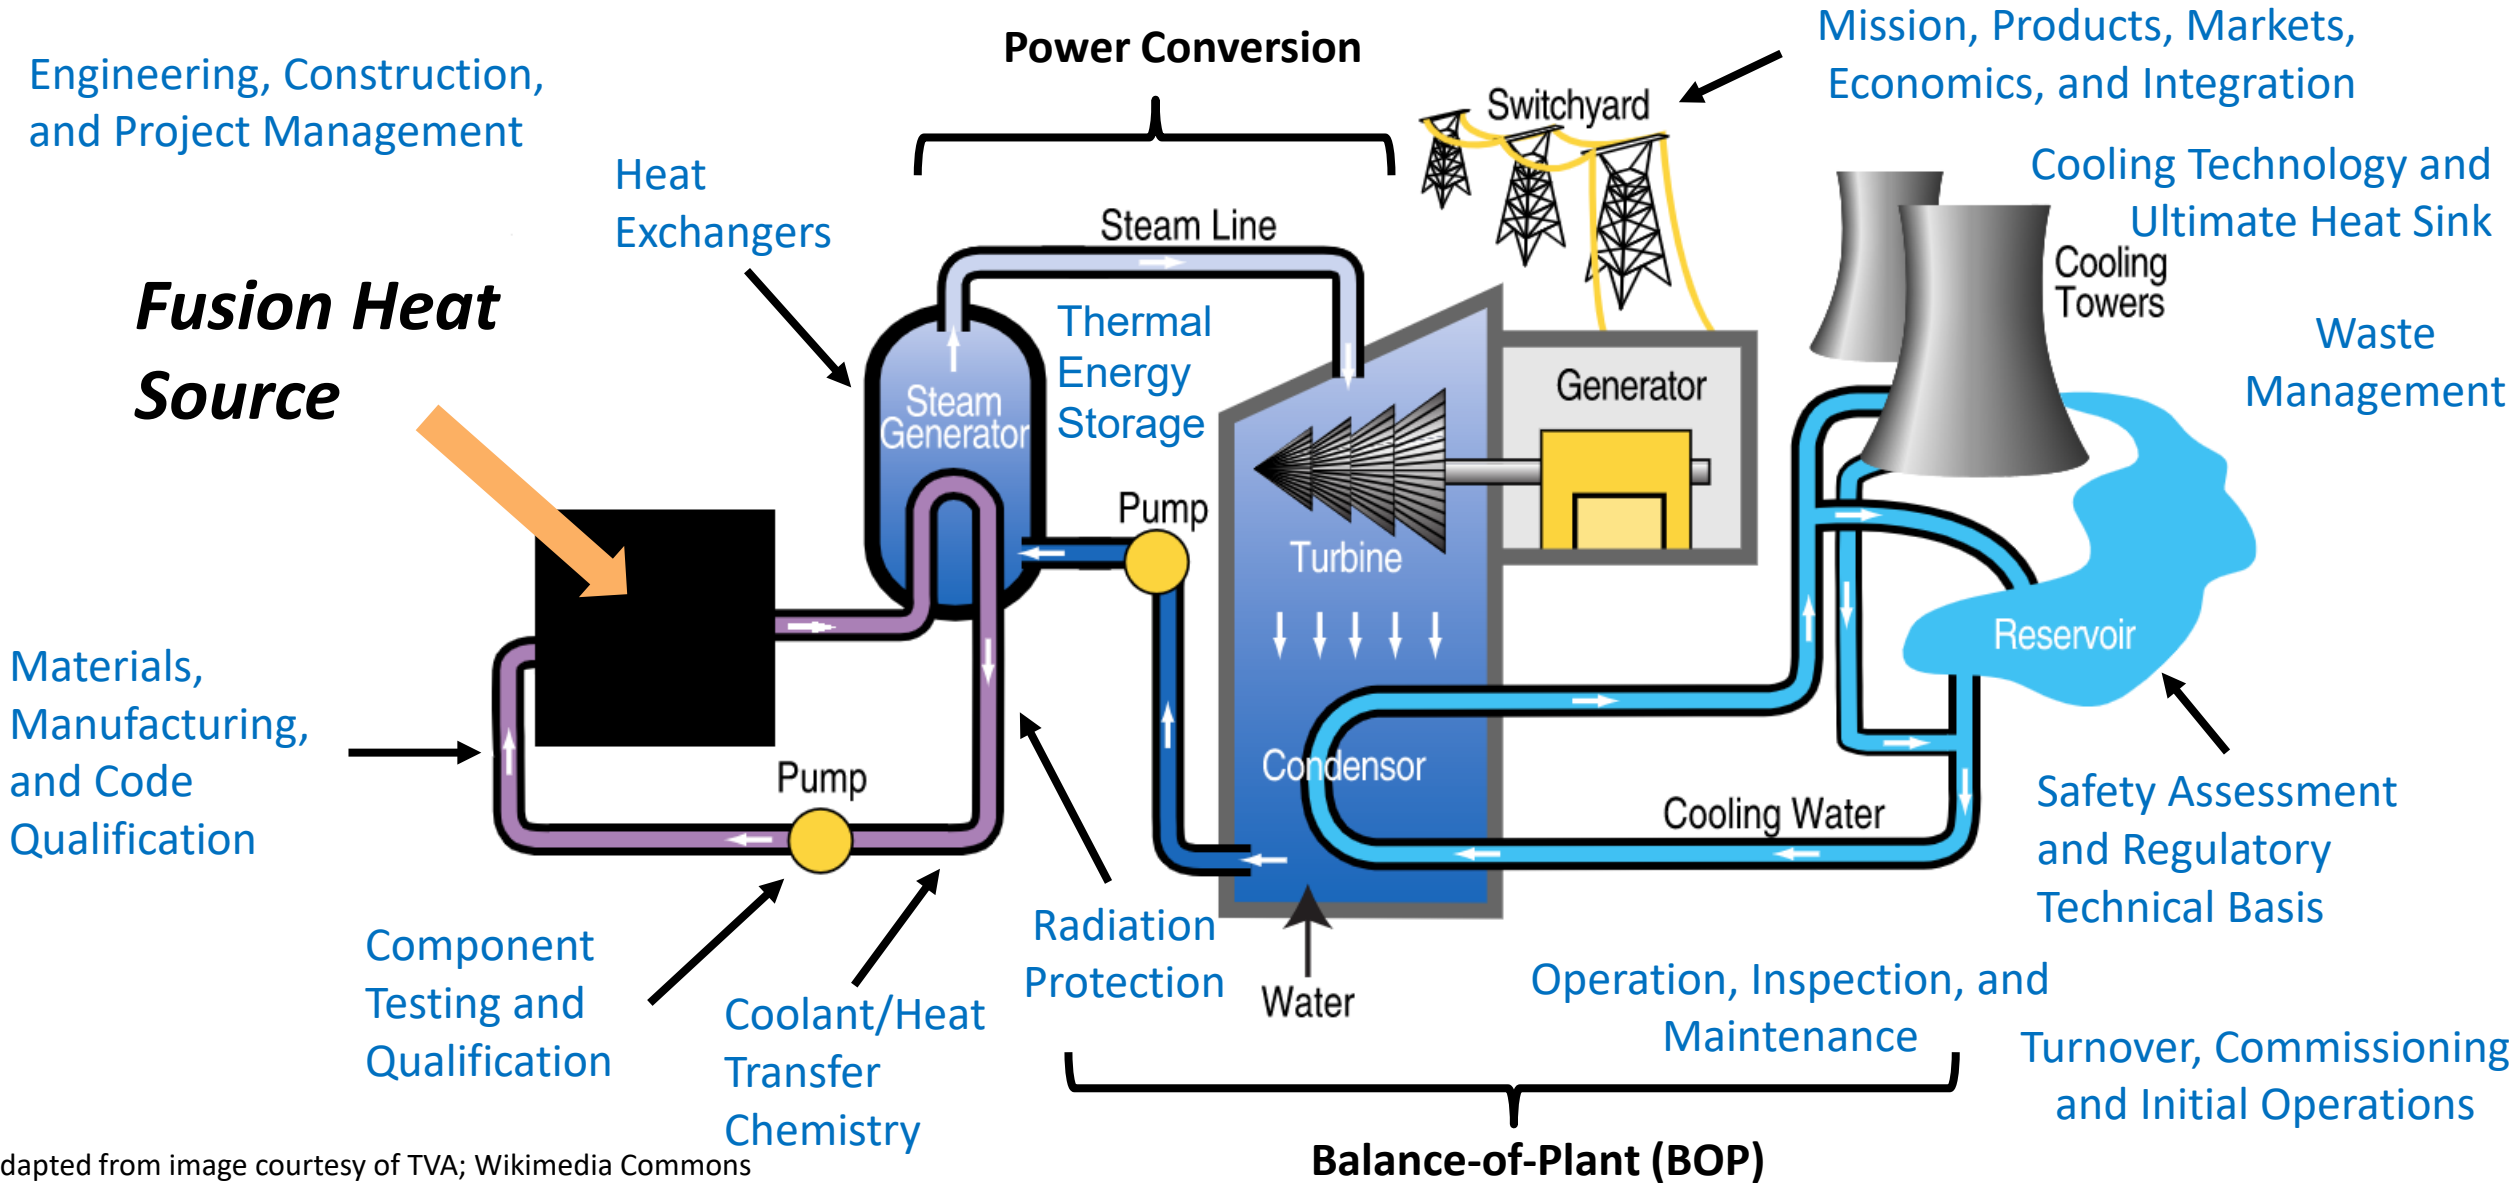 Engineering, Construction,
and Project Management
Power Conversion
Mission, Products, Markets,
Economics, and Integration
Switchyard
Cooling Technology and
Ultimate Heat Sink
Heat
Exchangers
Steam Line
Cooling
Towers
Fusion Heat
Source
Thermal
Energy
Storage
Waste
Management
Steam
Generator
Generator
Pump
Turbine
Reservoir
Materials,
Manufacturing,
and Code
Qualification
Pump
Condensor
Cooling Water
Safety Assessment
and Regulatory
Technical Basis
Component
Testing and
Qualification
Coolant/Heat
Transfer
Chemistry
Radiation
Protection
Water
Operation, Inspection, and
Maintenance
Turnover, Commissioning
and Initial Operations
Balance-of-Plant (BOP)
dapted from image courtesy of TVA; Wikimedia Commons